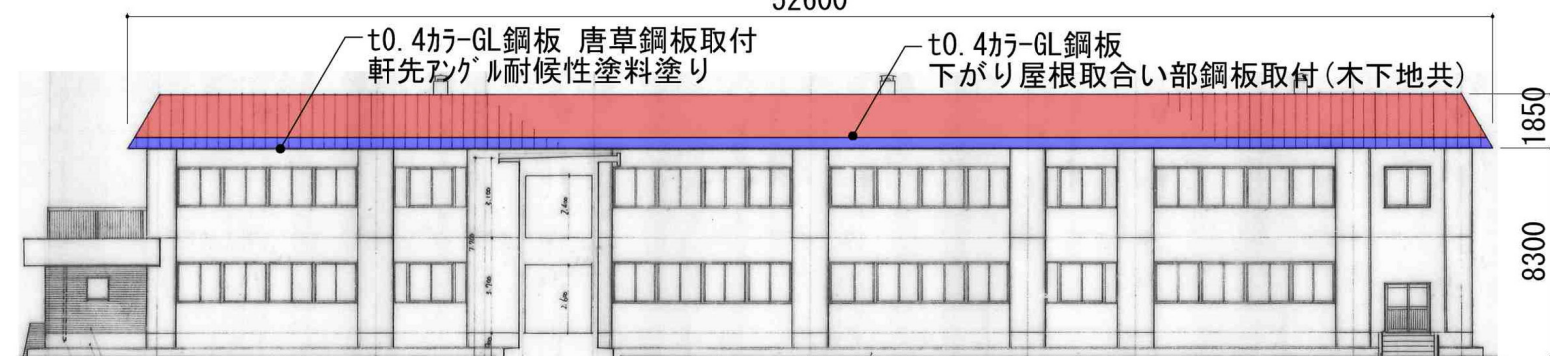 52600
t0.4ｶﾗｰGL鋼板 唐草鋼板取付
軒先ｱﾝｸﾞﾙ耐候性塗料塗り
t0.4ｶﾗｰGL鋼板
下がり屋根取合い部鋼板取付(木下地共)
1850
8300